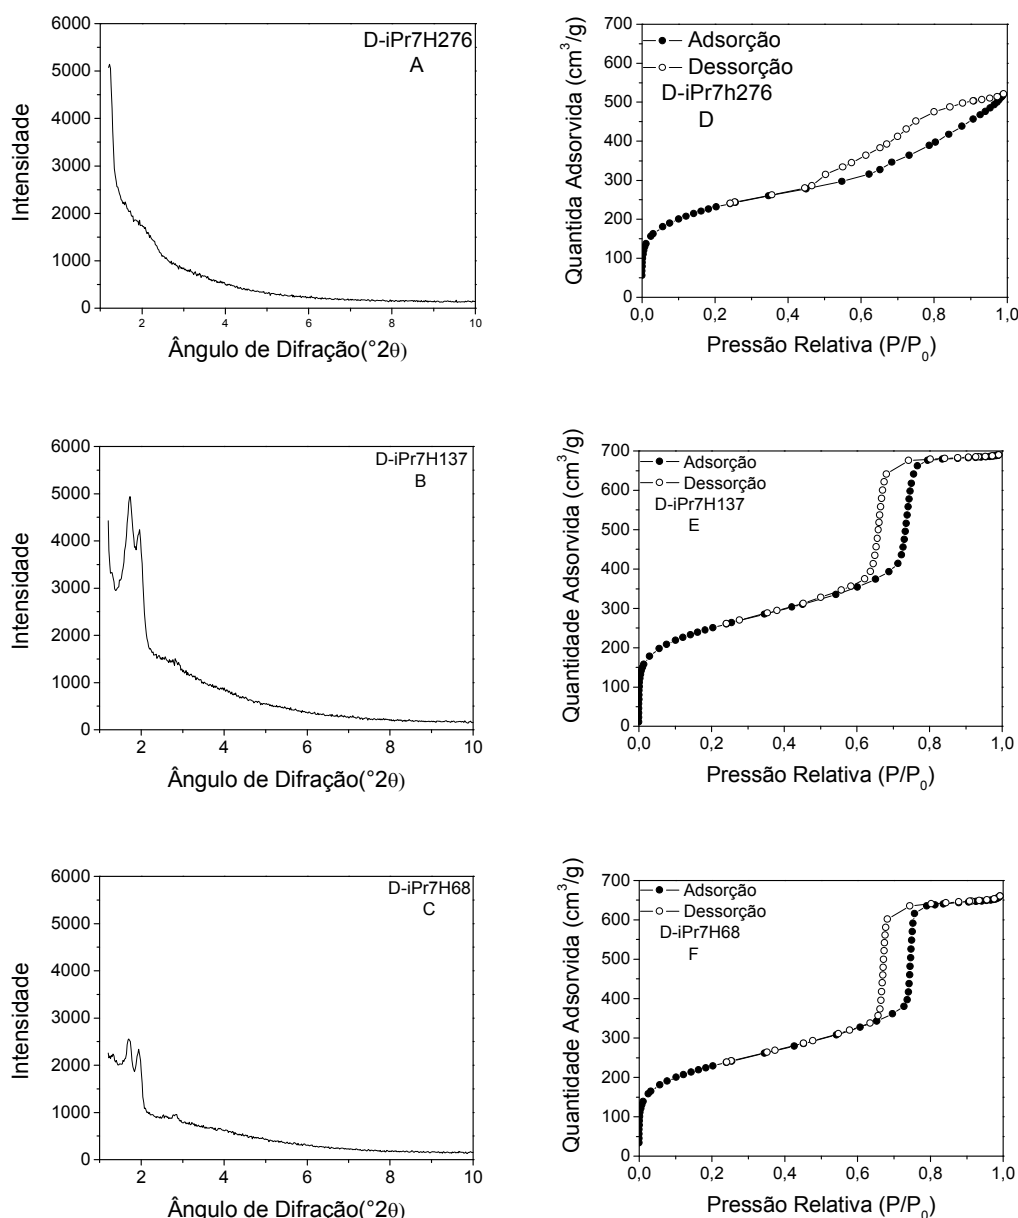 D-iPr7H276
A
6000
5000
4000
3000
2000
1000
0
2
4
6
8
10
Intensidade
Ângulo de Difração(°2θ)
Adsorção
Dessorção
D-iPr7h276
D
700
600
500
400
300
200
100
0
0,0
0,2
0,4
0,6
0,8
1,0
Quantida Adsorvida (cm³/g)
Pressão Relativa (P/P₀)
D-iPr7H137
B
6000
5000
4000
3000
2000
1000
0
2
4
6
8
10
Intensidade
Ângulo de Difração(°2θ)
Adsorção
Dessorção
D-iPr7H137
E
700
600
500
400
300
200
100
0
0,0
0,2
0,4
0,6
0,8
1,0
Quantidade Adsorvida (cm³/g)
Pressão Relativa (P/P₀)
D-iPr7H68
C
6000
5000
4000
3000
2000
1000
0
2
4
6
8
10
Intensidade
Ângulo de Difração(°2θ)
Adsorção
Dessorção
D-iPr7H68
F
700
600
500
400
300
200
100
0
0,0
0,2
0,4
0,6
0,8
1,0
Quantidade Adsorvida (cm³/g)
Pressão Relativa (P/P₀)